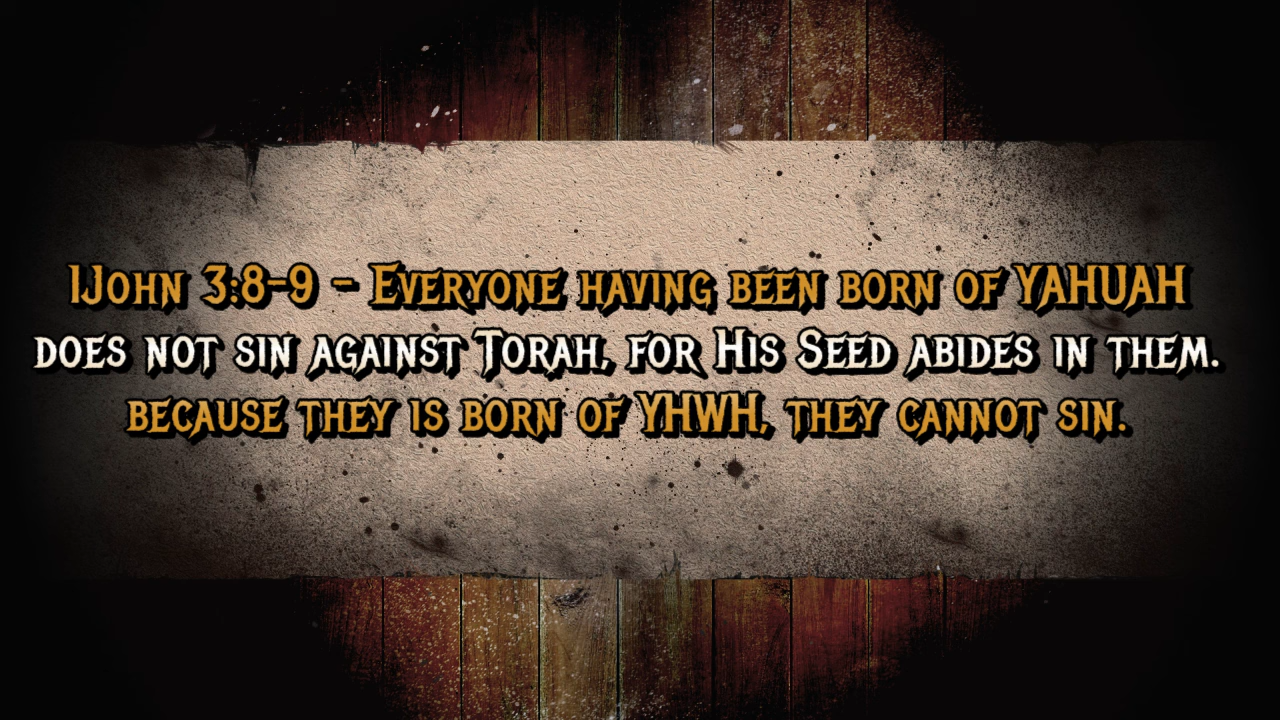 1John 3:8-9 - Everyone having been born of YAHUAH
does not sin against Torah, for His Seed abides in them.
because they is born of YHWH, they cannot sin.